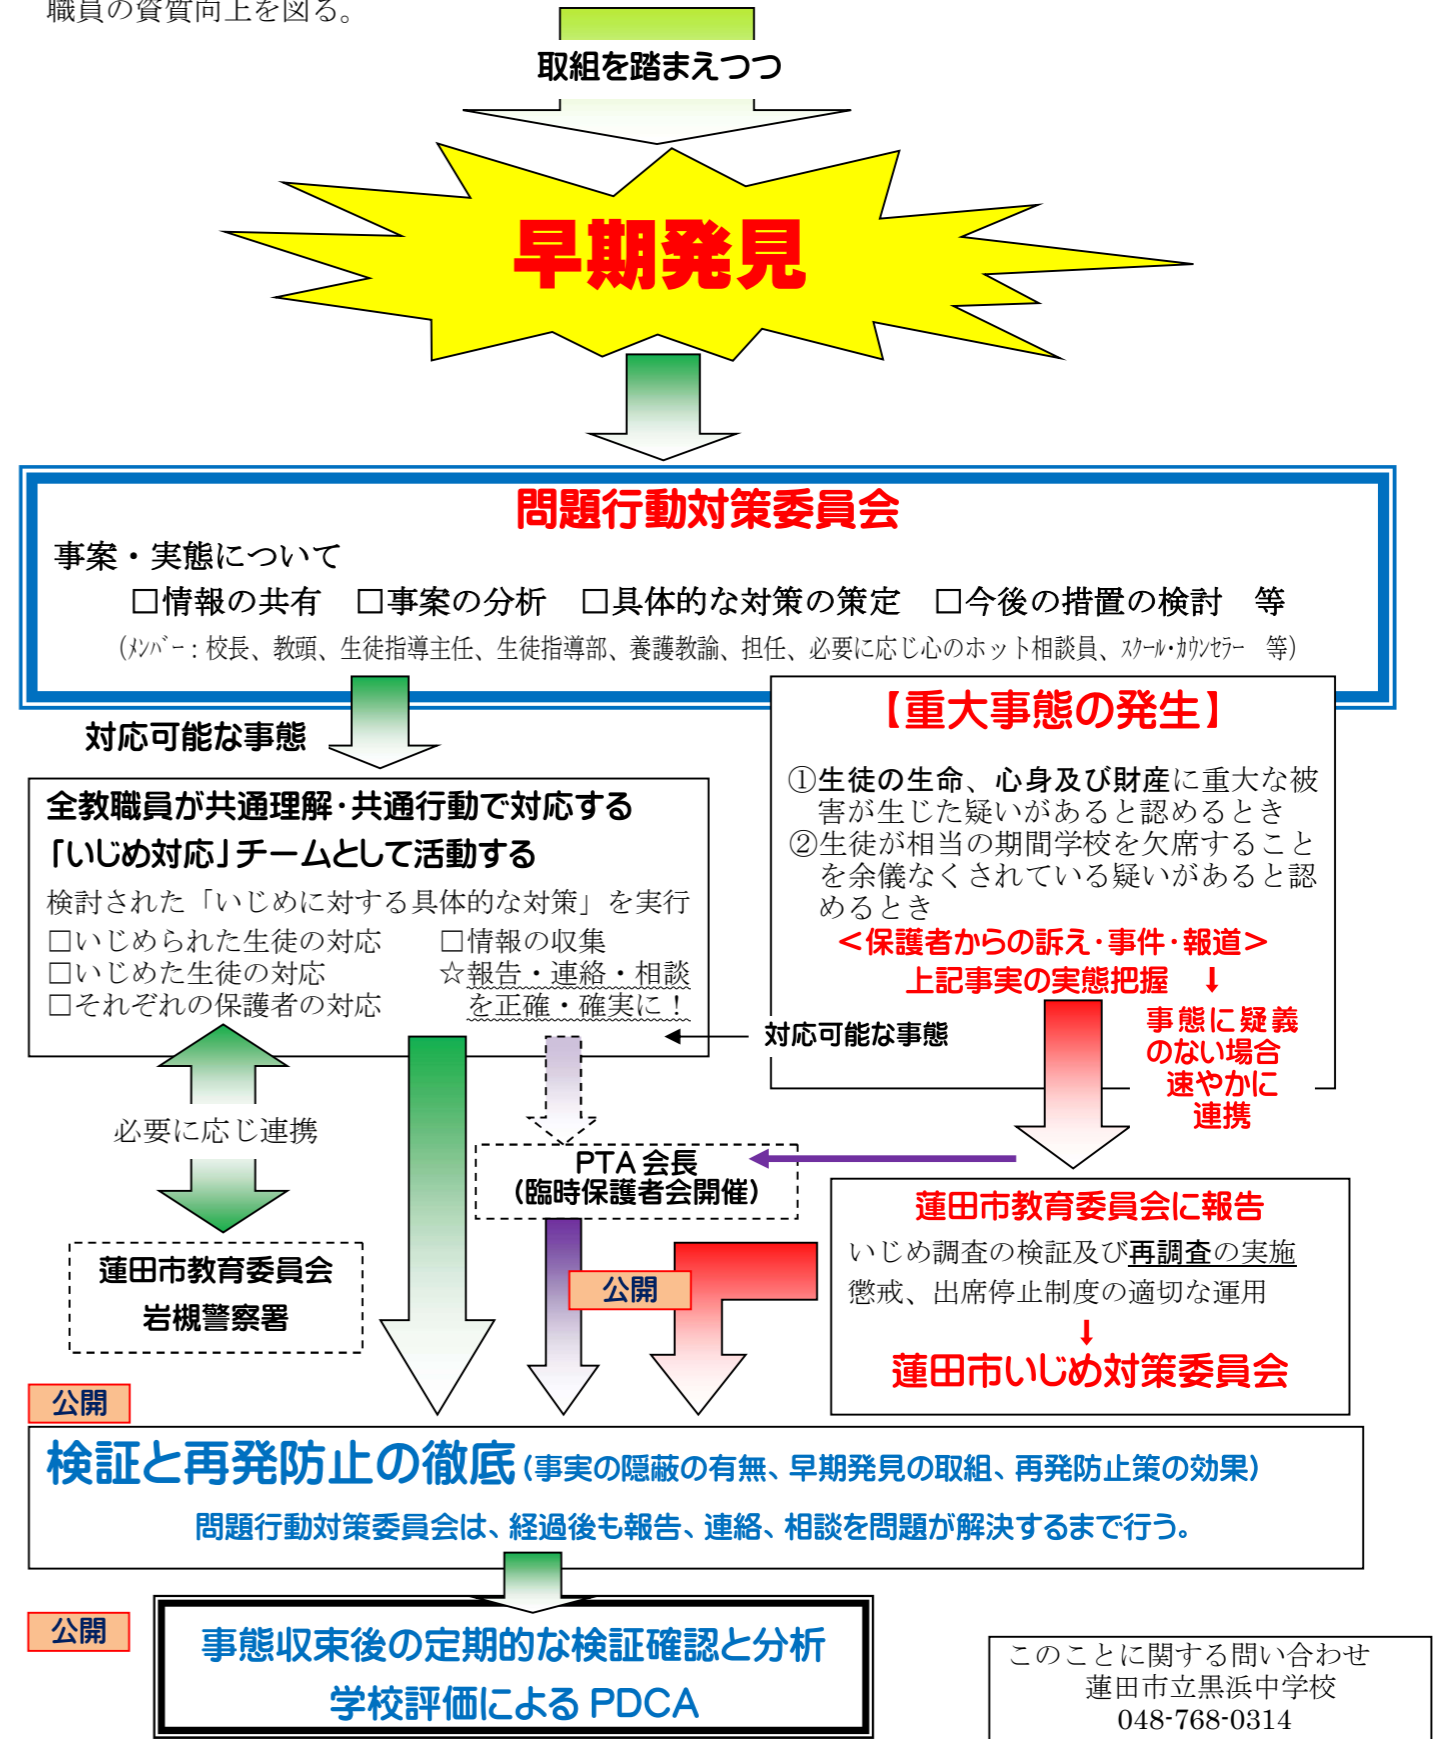 職員の資質向上を図る。
取組を踏まえつつ
早期発見
問題行動対策委員会
事案・実態について
□情報の共有　□事案の分析　□具体的な対策の策定　□今後の措置の検討　等
（ﾒﾝﾊﾞｰ：校長、教頭、生徒指導主任、生徒指導部、養護教諭、担任、必要に応じ心のホット相談員、ｽｸｰﾙ・ｶｳﾝｾﾗｰ　等）
対応可能な事態
全教職員が共通理解・共通行動で対応する
「いじめ対応」チームとして活動する
検討された「いじめに対する具体的な対策」を実行
□いじめられた生徒の対応　　□情報の収集
□いじめた生徒の対応　　　　☆報告・連絡・相談
□それぞれの保護者の対応　　　を正確・確実に！
【重大事態の発生】
①生徒の生命、心身及び財産に重大な被
害が生じた疑いがあると認めるとき
②生徒が相当の期間学校を欠席すること
を余儀なくされている疑いがあると認
めるとき
＜保護者からの訴え・事件・報道＞
上記事実の実態把握　↓
事態に疑義
のない場合
速やかに
連携
対応可能な事態
必要に応じ連携
PTA 会長
（臨時保護者会開催）
蓮田市教育委員会
岩槻警察署
公開
蓮田市教育委員会に報告
いじめ調査の検証及び再調査の実施
懲戒、出席停止制度の適切な運用
↓
蓮田市いじめ対策委員会
公開
検証と再発防止の徹底（事実の隠蔽の有無、早期発見の取組、再発防止策の効果）
問題行動対策委員会は、経過後も報告、連絡、相談を問題が解決するまで行う。
公開
事態収束後の定期的な検証確認と分析
学校評価による PDCA
このことに関する問い合わせ
蓮田市立黒浜中学校
048-768-0314